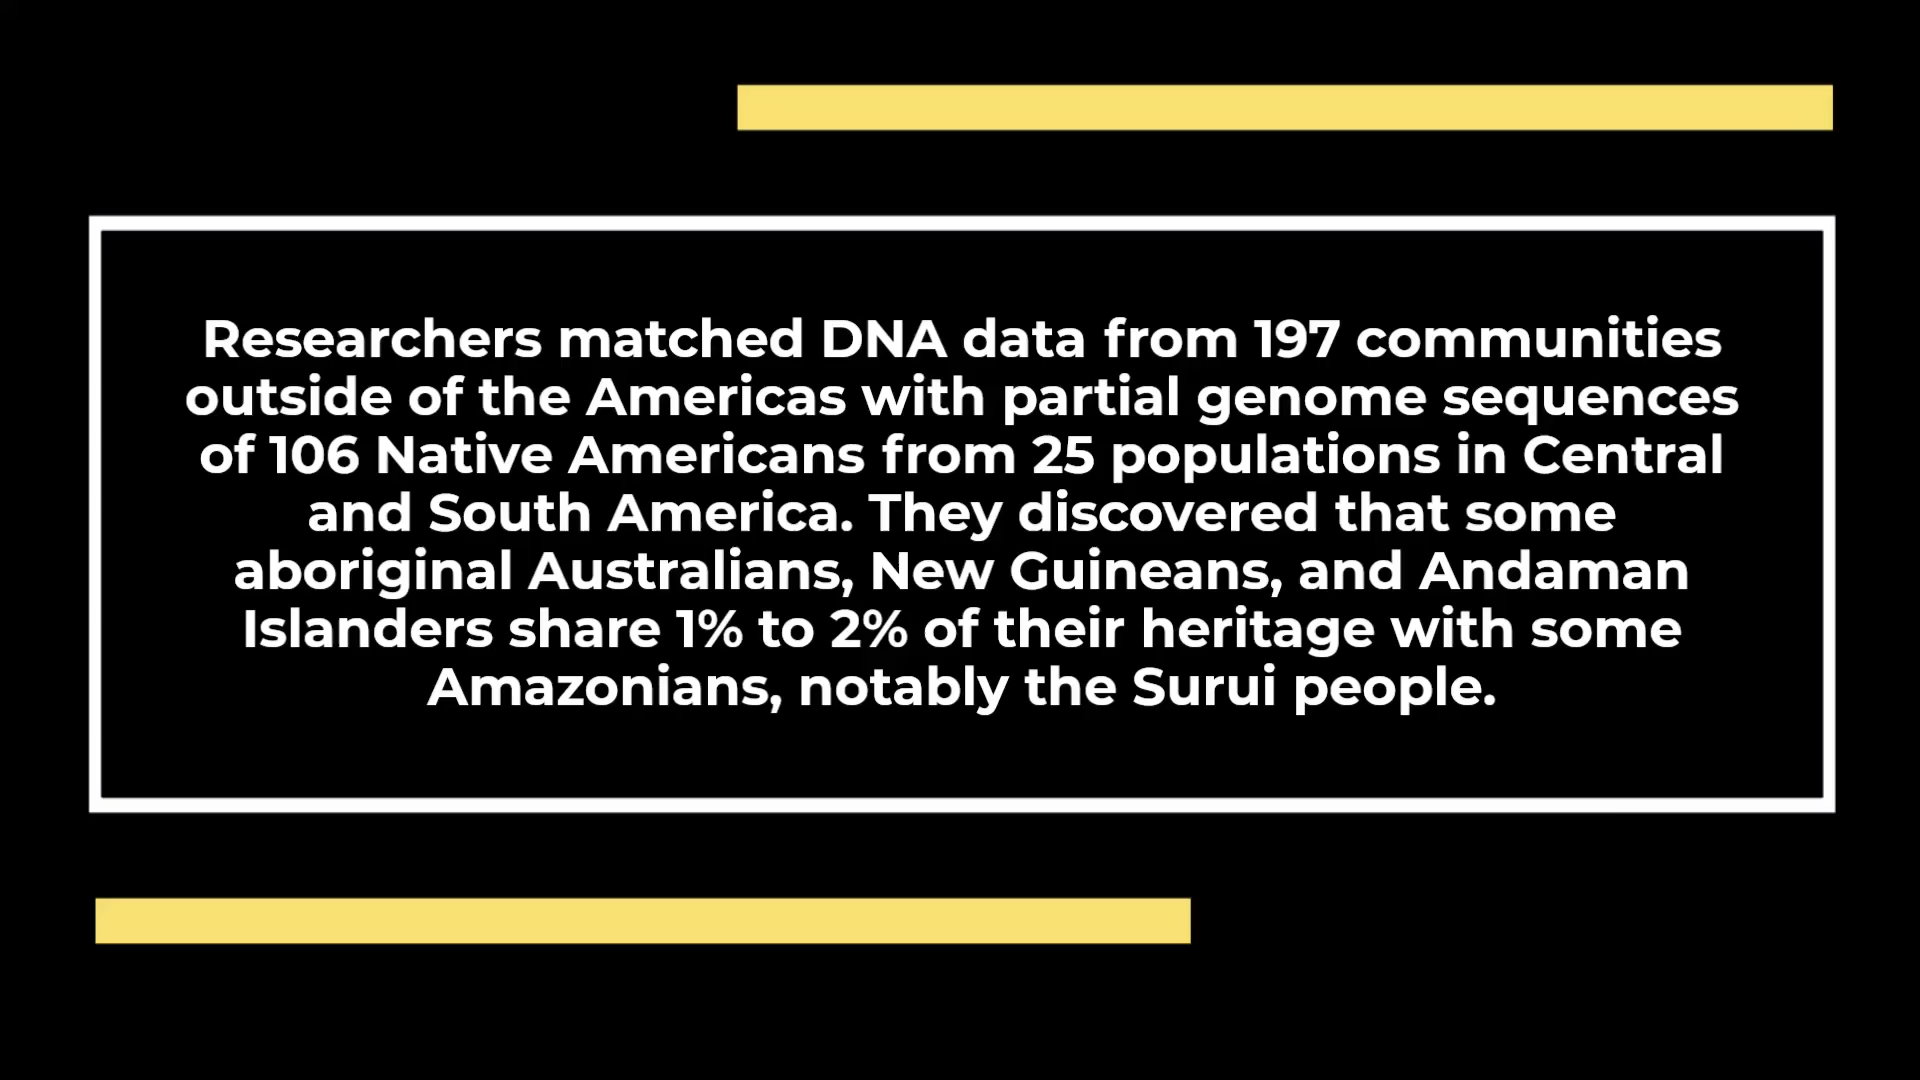 Researchers matched DNA data from 197 communities
outside of the Americas with partial genome sequences
of 106 Native Americans from 25 populations in Central
and South America. They discovered that some
aboriginal Australians, New Guineans, and Andaman
Islanders share 1% to 2% of their heritage with some
Amazonians, notably the Surui people.